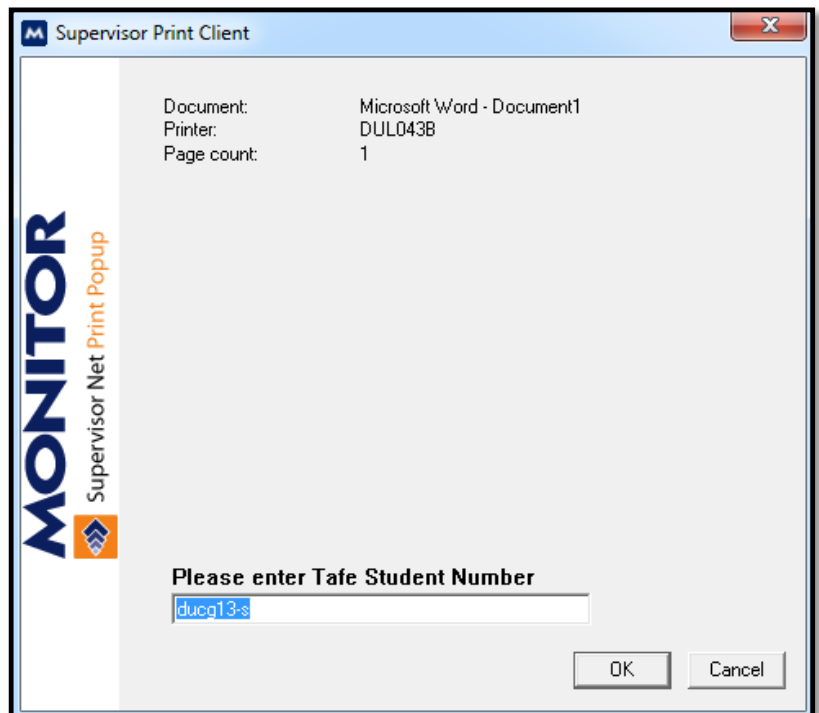 Supervisor Print Client
Document: Microsoft Word - Document1
Printer: DUL043B
Page count: 1
MONITOR
Supervisor Net Print Popup
Please enter Tafe Student Number
ducg13-s
OK Cancel